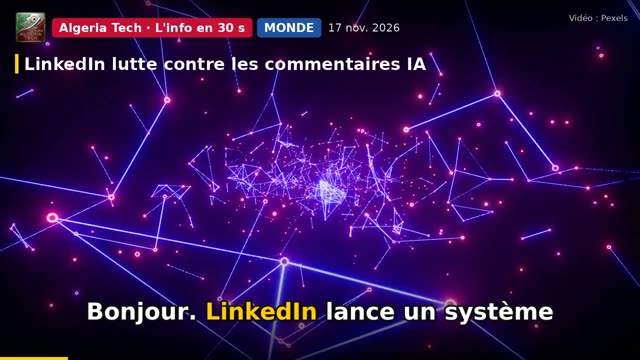 Algeria Tech · L'info en 30 s MONDE 17 nov. 2026
Vidéo : Pexels
LinkedIn lutte contre les commentaires IA
Bonjour. LinkedIn lance un système